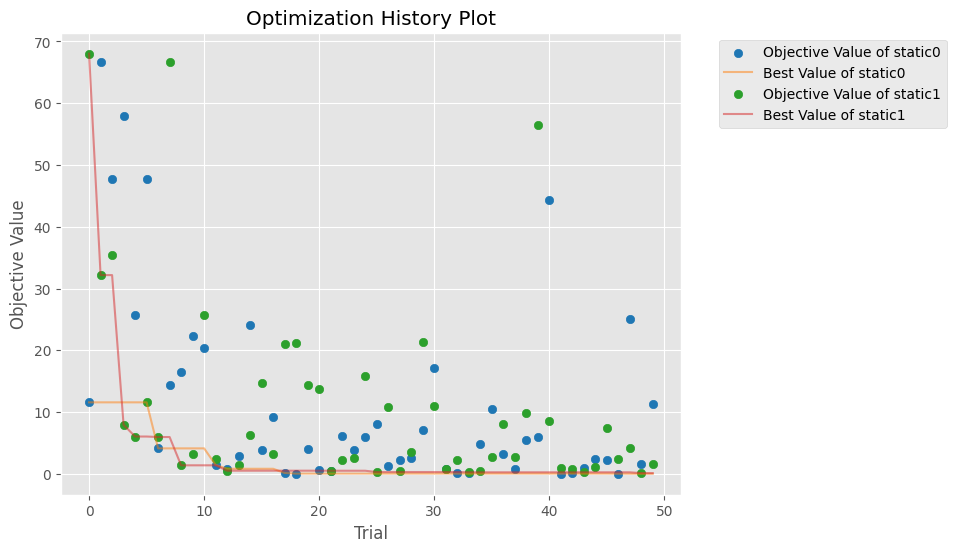 Optimization History Plot
Objective Value of static0
Best Value of static0
Objective Value of static1
Best Value of static1
Objective Value
70
60
50
40
30
20
10
0
0 10 20 30 40 50
Trial